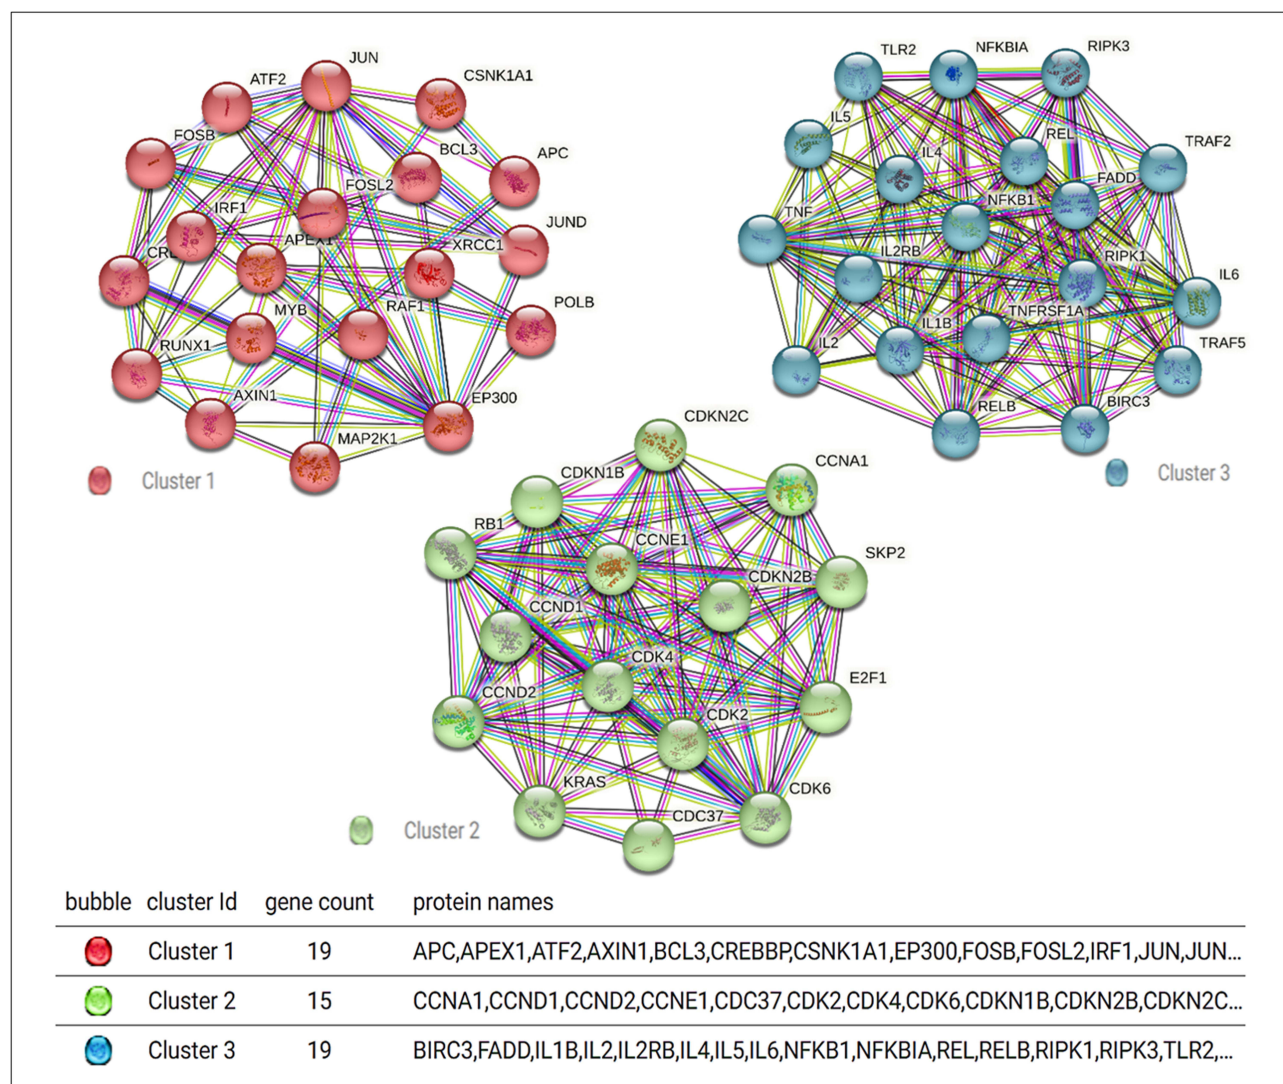 JUN
ATF2
CSNK1A1
FOSB
BCL3
APC
FOSL2
IRF1
JUND
APEX1
XRCC1
CRE
MYB
RAF1
POLB
RUNX1
AXIN1
EP300
MAP2K1
Cluster 1
TLR2
NFKBIA
RIPK3
IL5
REL
TRAF2
IL4
FADD
NFKB1
TNF
IL2RB
RIPK1
IL6
TNFRSF1A
IL1B
IL2
TRAF5
RELB
BIRC3
Cluster 3
CDKN2C
CDKN1B
CCNA1
RB1
CCNE1
SKP2
CDKN2B
CCND1
CDK4
E2F1
CCND2
CDK2
KRAS
CDK6
CDC37
Cluster 2
bubble cluster Id gene count protein names
Cluster 1 19 APC,APEX1,ATF2,AXIN1,BCL3,CREBBP,CSNK1A1,EP300,FOSB,FOSL2,IRF1,JUN,JUN...
Cluster 2 15 CCNA1,CCND1,CCND2,CCNE1,CDC37,CDK2,CDK4,CDK6,CDKN1B,CDKN2B,CDKN2C...
Cluster 3 19 BIRC3,FADD,IL1B,IL2,IL2RB,IL4,IL5,IL6,NFKB1,NFKBIA,REL,RELB,RIPK1,RIPK3,TLR2,...